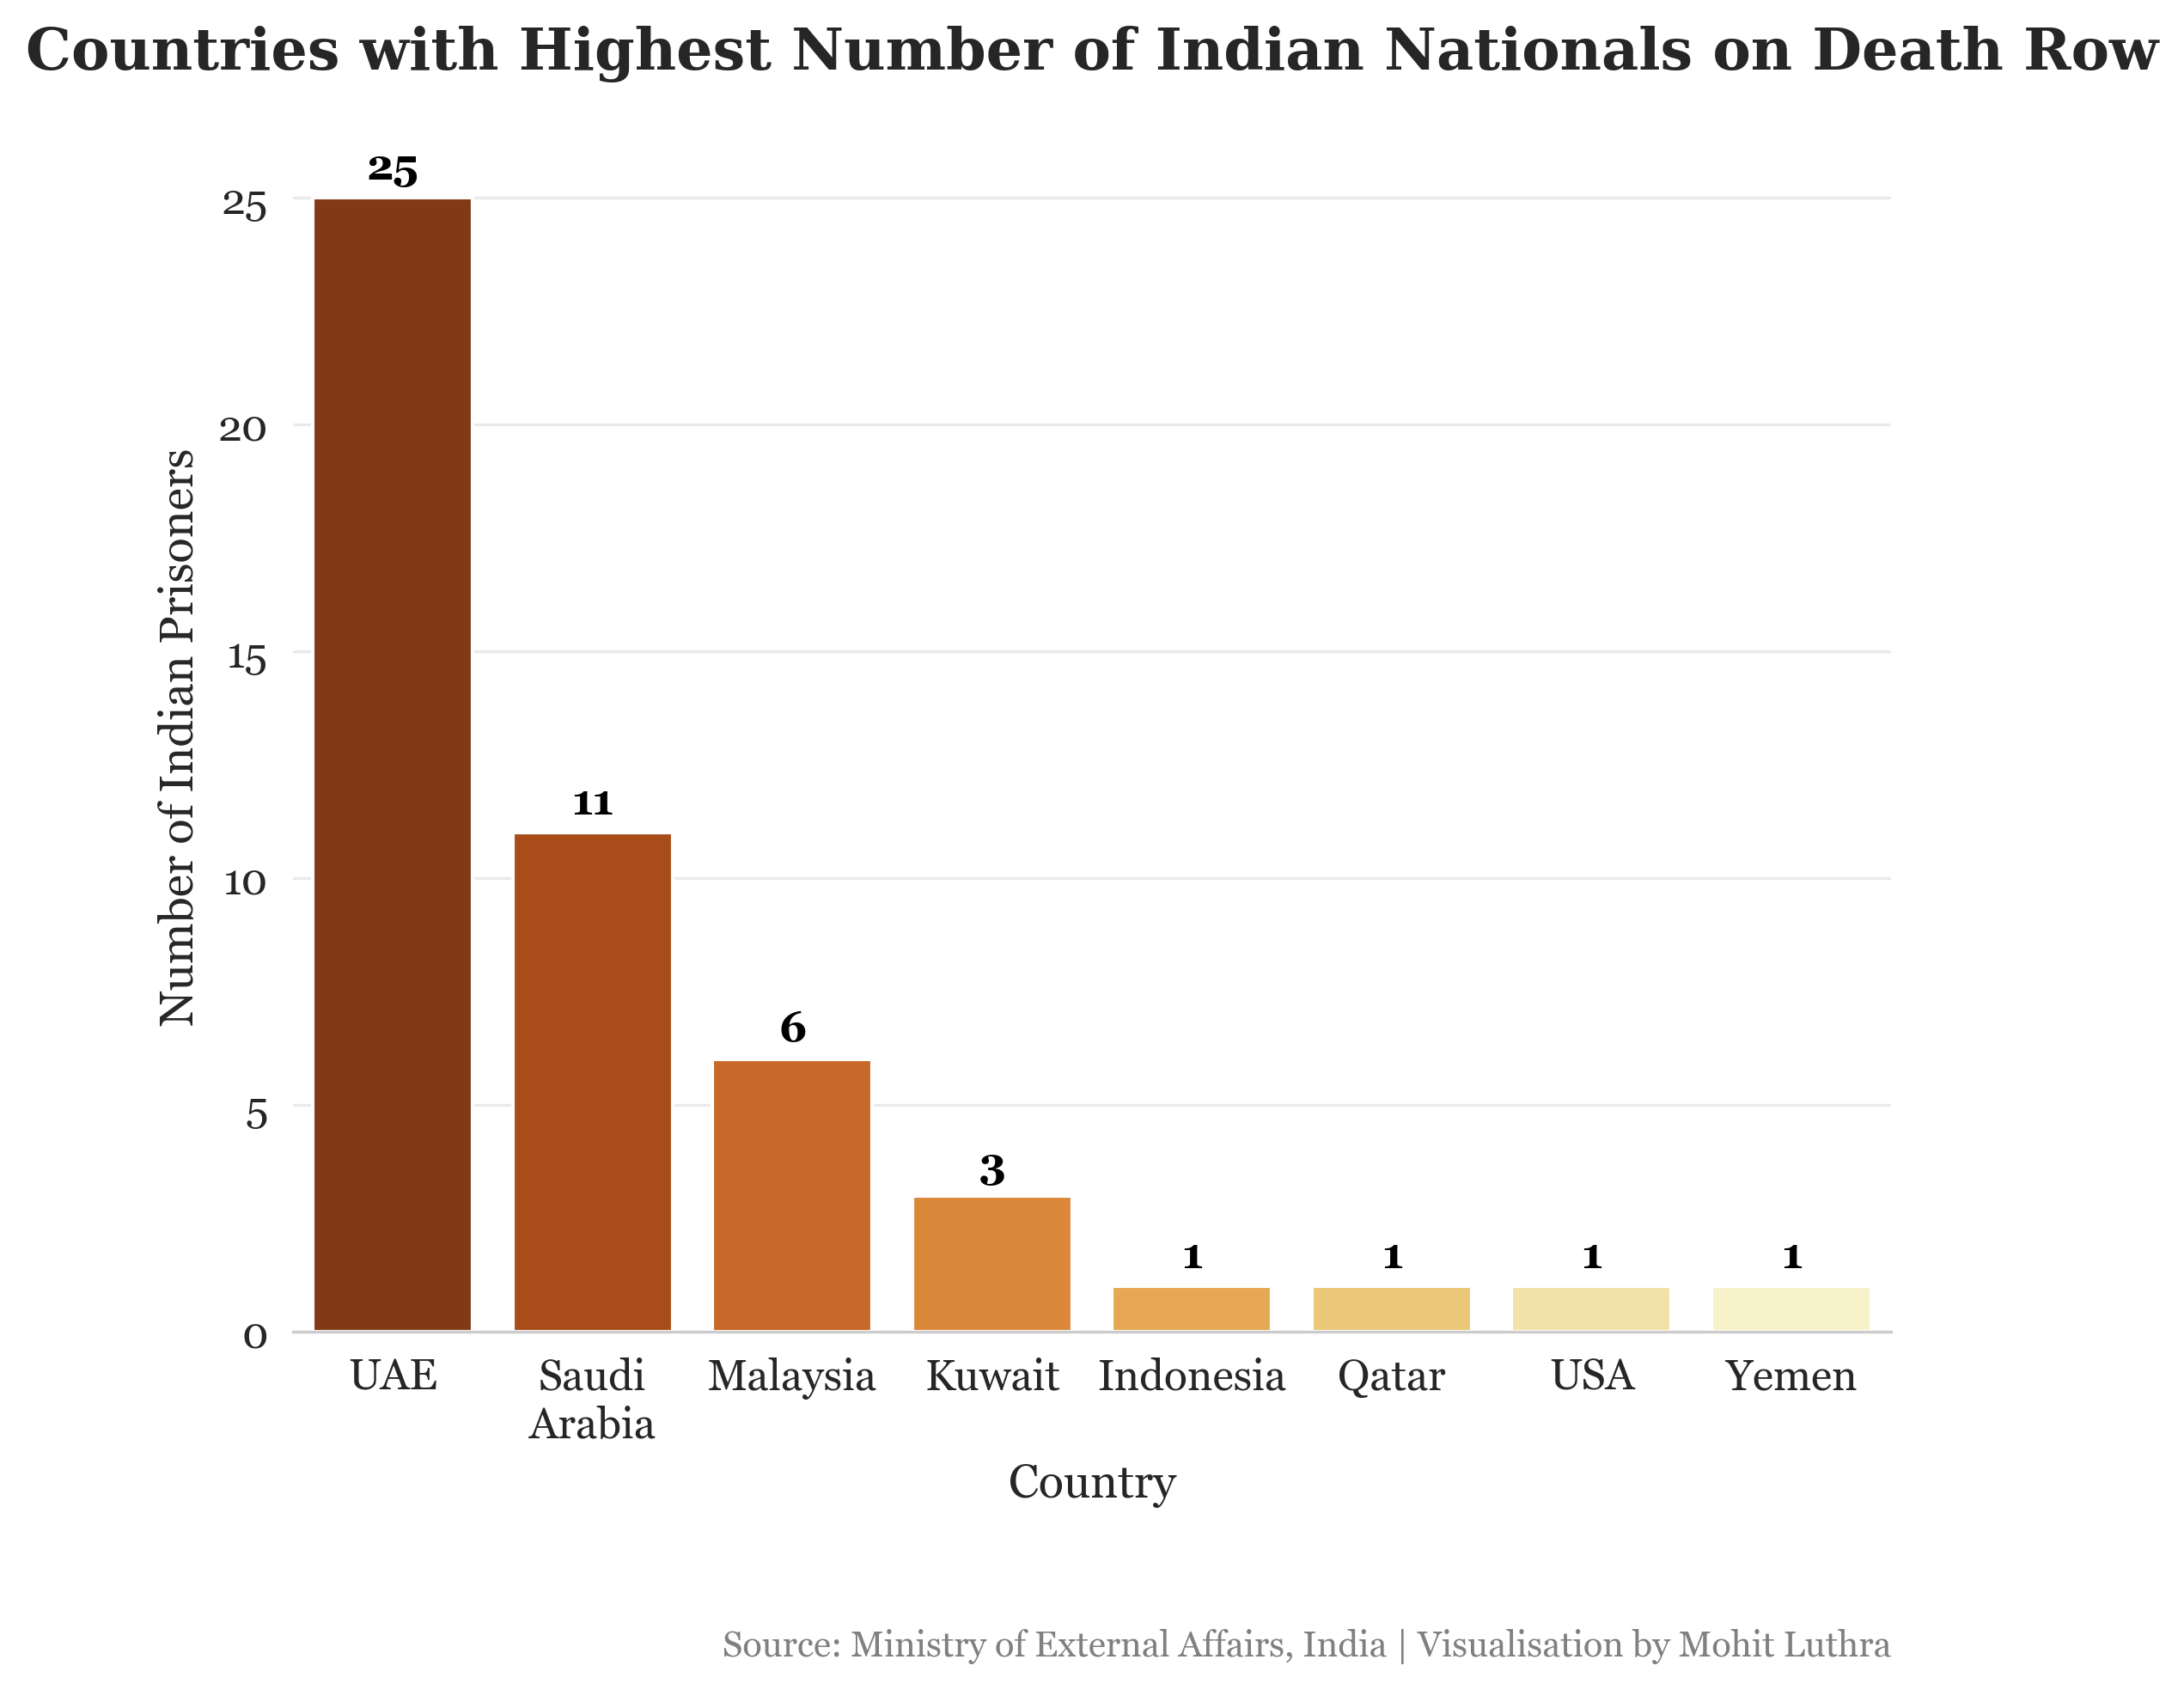 Countries with Highest Number of Indian Nationals on Death Row
25
25
20
15
10
5
0
Number of Indian Prisoners
11
6
3
1
1
1
1
UAE
Saudi
Arabia
Malaysia
Kuwait
Indonesia
Qatar
USA
Yemen
Country
Source: Ministry of External Affairs, India | Visualisation by Mohit Luthra